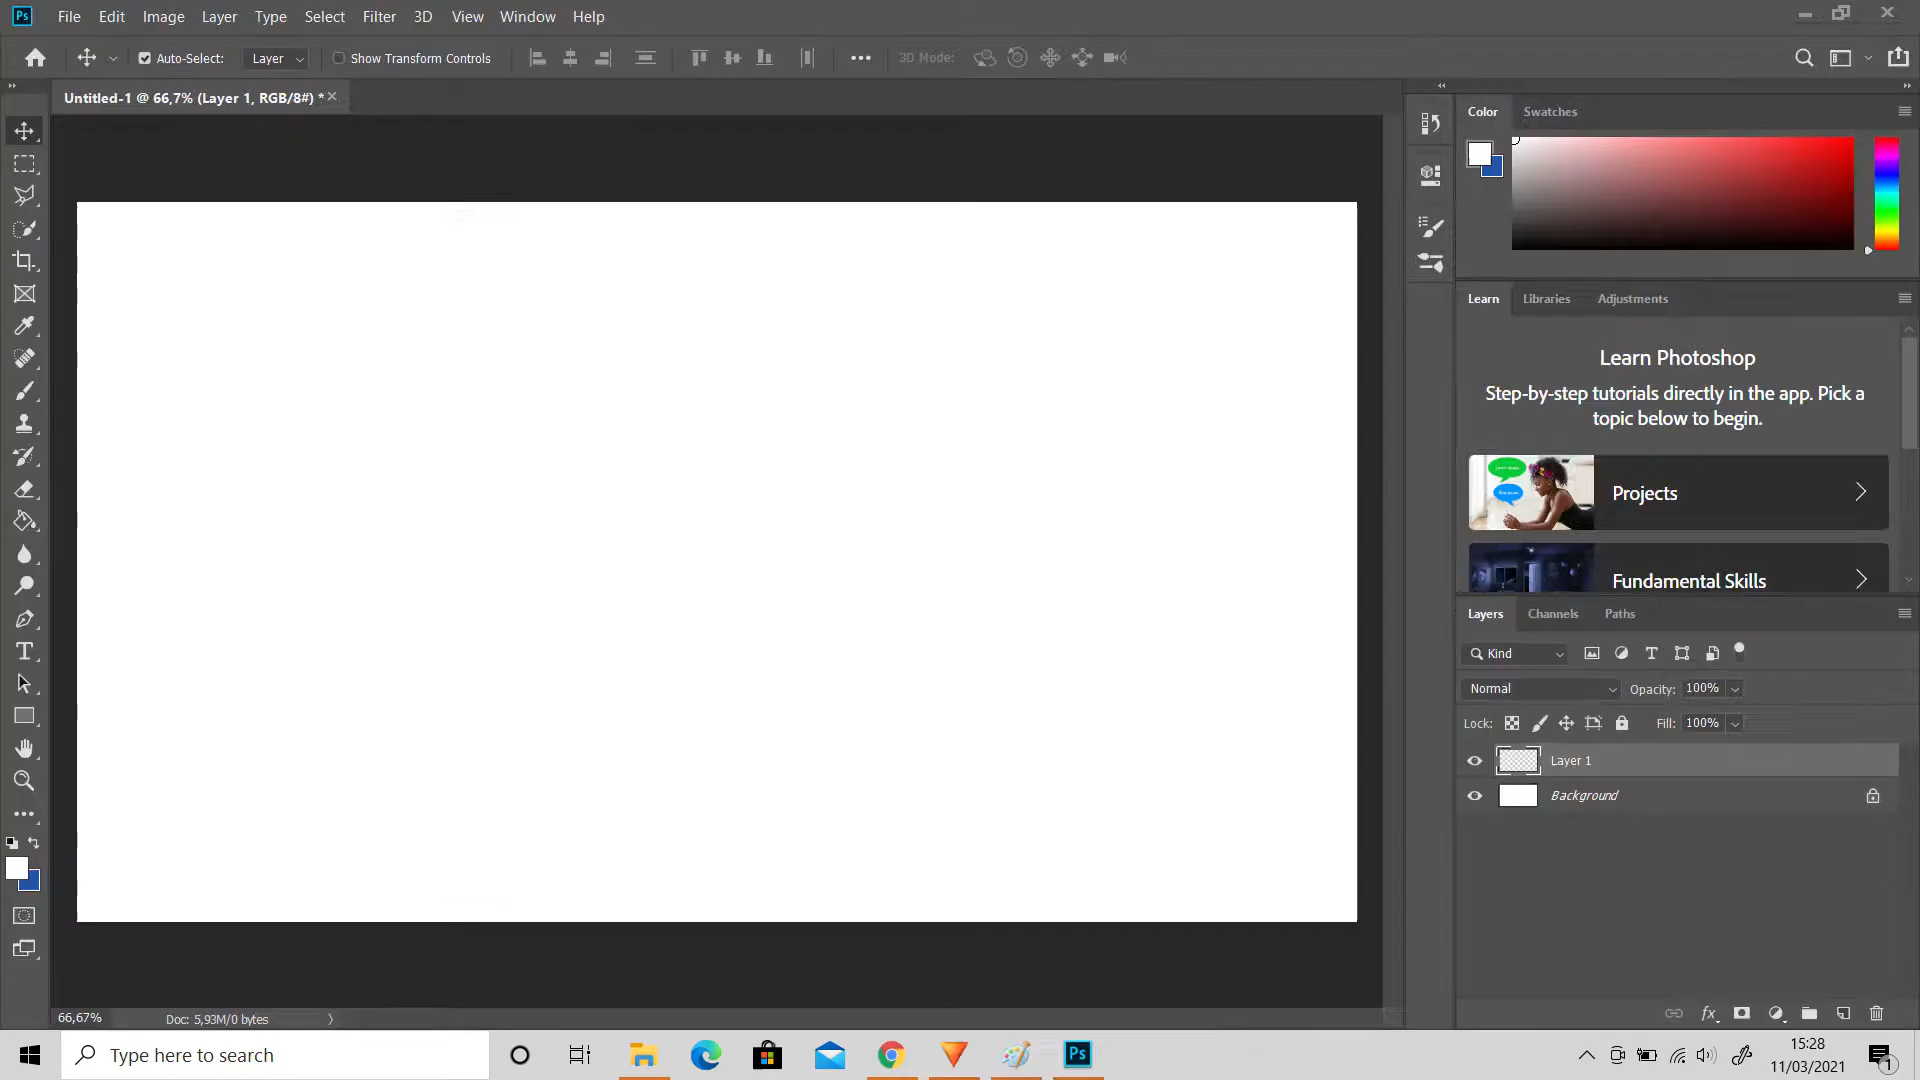 Ps File Edit Image Layer Type Select Filter 3D View Window Help
Auto-Select: Layer Show Transform Controls 3D Mode:
Untitled-1 @ 66,7% (Layer 1, RGB/8#) *
Color Swatches
Learn Libraries Adjustments
Learn Photoshop
Step-by-step tutorials directly in the app. Pick a
topic below to begin.
Projects
Fundamental Skills
Layers Channels Paths
Kind
Normal Opacity: 100%
Lock: Fill: 100%
Layer 1
Background
66,67% Doc: 5,93M/0 bytes
fx
Type here to search
Ps
15:28
11/03/2021
1